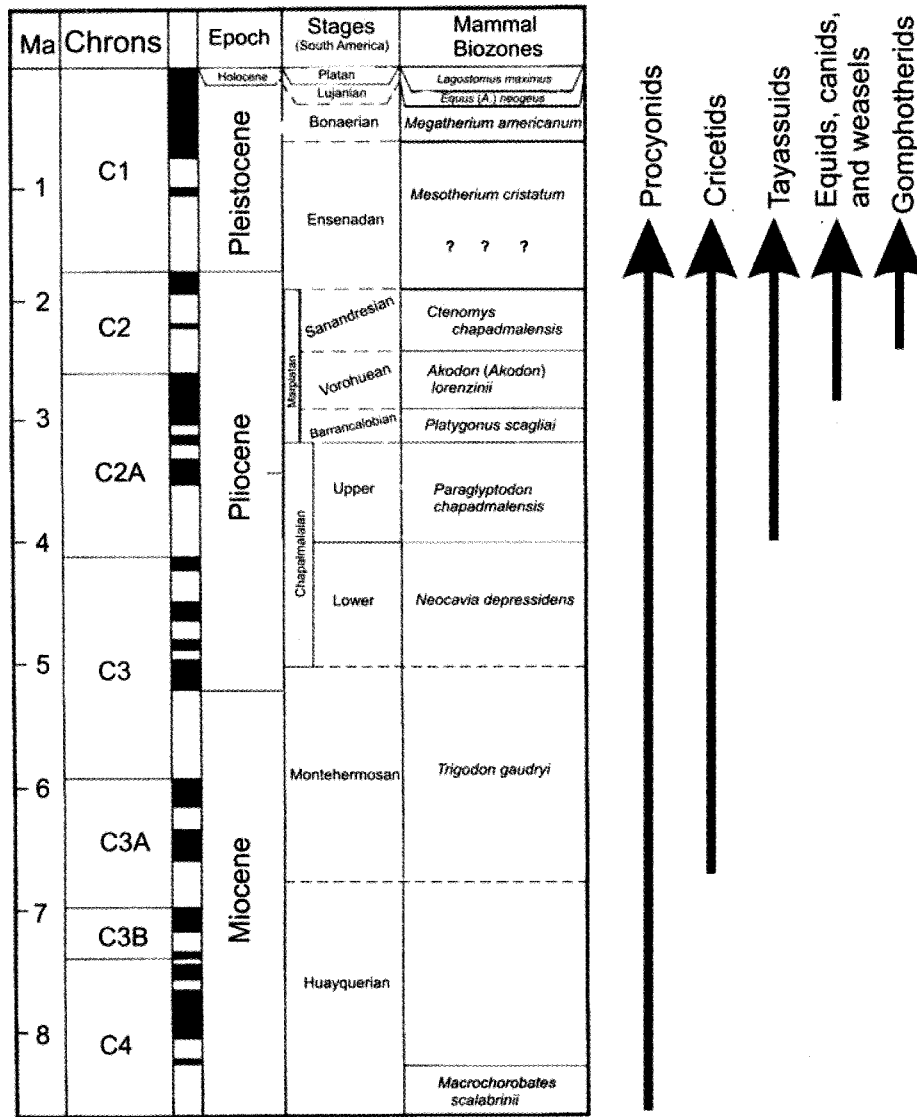 Ma
Chrons
Epoch
Stages
(South America)
Mammal
Biozones
Procyonids
Cricetids
Tayassuids
Equids, canids,
and weasels
Gomphotherids
Holocene
Platan
Lagostomus maximus
Lujanian
Equus (A.) neogeus
Bonaerian
Megatherium americanum
C1
1
Pleistocene
Ensenadan
Mesotherium cristatum
? ? ?
2
C2
Sanandresian
Ctenomys
chapadmalensis
Marplatan
Vorohuean
Akodon (Akodon)
lorenzinii
3
Barrancalobian
Platygonus scagliai
C2A
Pliocene
Upper
Paraglyptodon
chapadmalensis
4
Chapalmalalan
Lower
Neocavia depressidens
C3
5
Montehermosan
Trigodon gaudryi
6
C3A
Miocene
7
C3B
Huayquerian
8
C4
Macrochorobates
scalabrinii